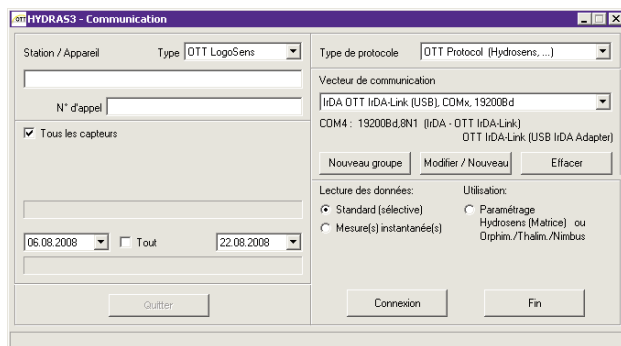 OTT HYDRAS3 - Communication
Station / Appareil Type OTT LogoSens
N° d'appel
Tous les capteurs
06.08.2008 Tout 22.08.2008
Quitter
Type de protocole OTT Protocol (Hydrosens, ...)
Vecteur de communication
IrDA OTT IrDA-Link (USB), COMx, 19200Bd
COM4 : 19200Bd,8N1 (IrDA - OTT IrDA-Link)
OTT IrDA-Link (USB IrDA Adapter)
Nouveau groupe Modifier / Nouveau Effacer
Lecture des données: Utilisation:
Standard (sélective) Paramétrage
Mesure(s) instantanée(s) Hydrosens (Matrice) ou
Orphim./Thalim./Nimbus
Connexion Fin